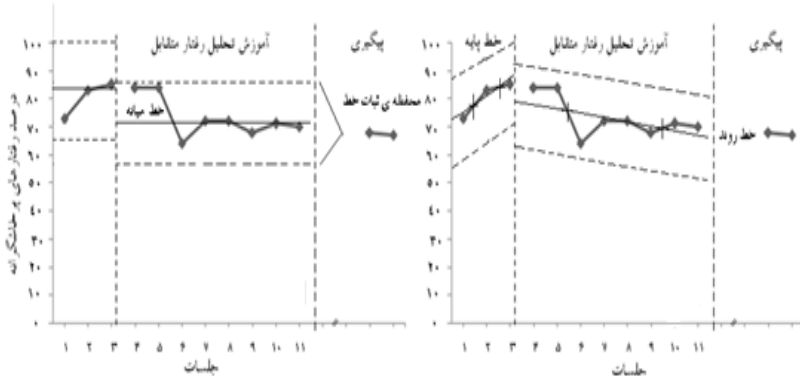 آموزش تحلیل رفتار متقابل
پیگیری
۱۰۰
۹۰
۸۰
۷۰
۶۰
۵۰
۴۰
۳۰
۲۰
۱۰
۰
درصد رفتارهای پرخاشگرانه
خط میانه
محفظه ی ثبات خط
۱ ۲ ۳ ۴ ۵ ۶ ۷ ۸ ۹ ۱۰ ۱۱
جلسات
خط پایه
آموزش تحلیل رفتار متقابل
پیگیری
۱۰۰
۹۰
۸۰
۷۰
۶۰
۵۰
۴۰
۳۰
۲۰
۱۰
۰
خط روند
۱ ۲ ۳ ۴ ۵ ۶ ۷ ۸ ۹ ۱۰ ۱۱
جلسات